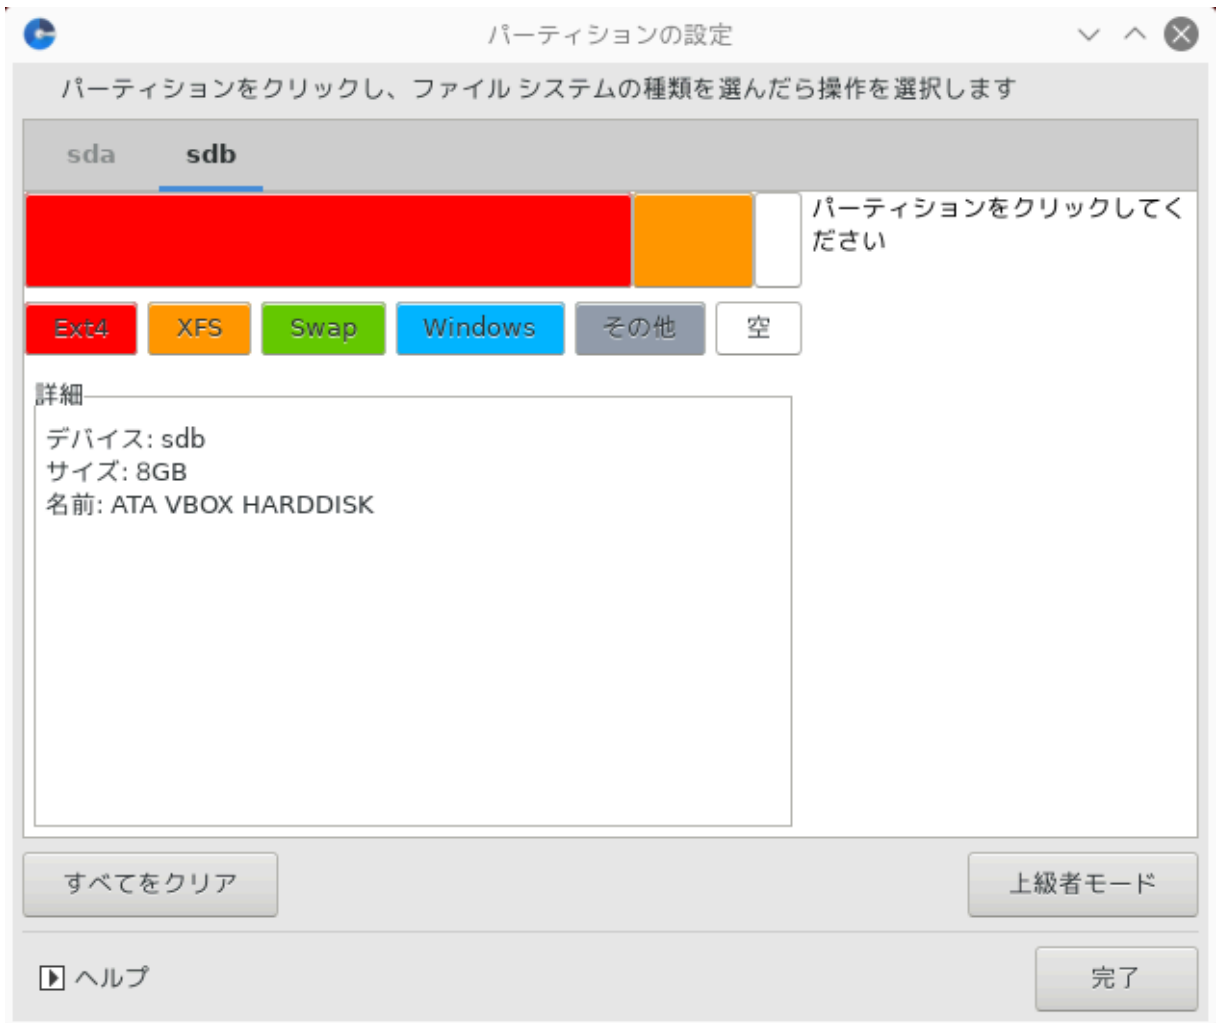 パーティションの設定
パーティションをクリックし、ファイルシステムの種類を選んだら操作を選択します
sda sdb
パーティションをクリックしてく
ださい
Ext4 XFS Swap Windows その他 空
詳細
デバイス: sdb
サイズ: 8GB
名前: ATA VBOX HARDDISK
すべてをクリア 上級者モード
ヘルプ 完了